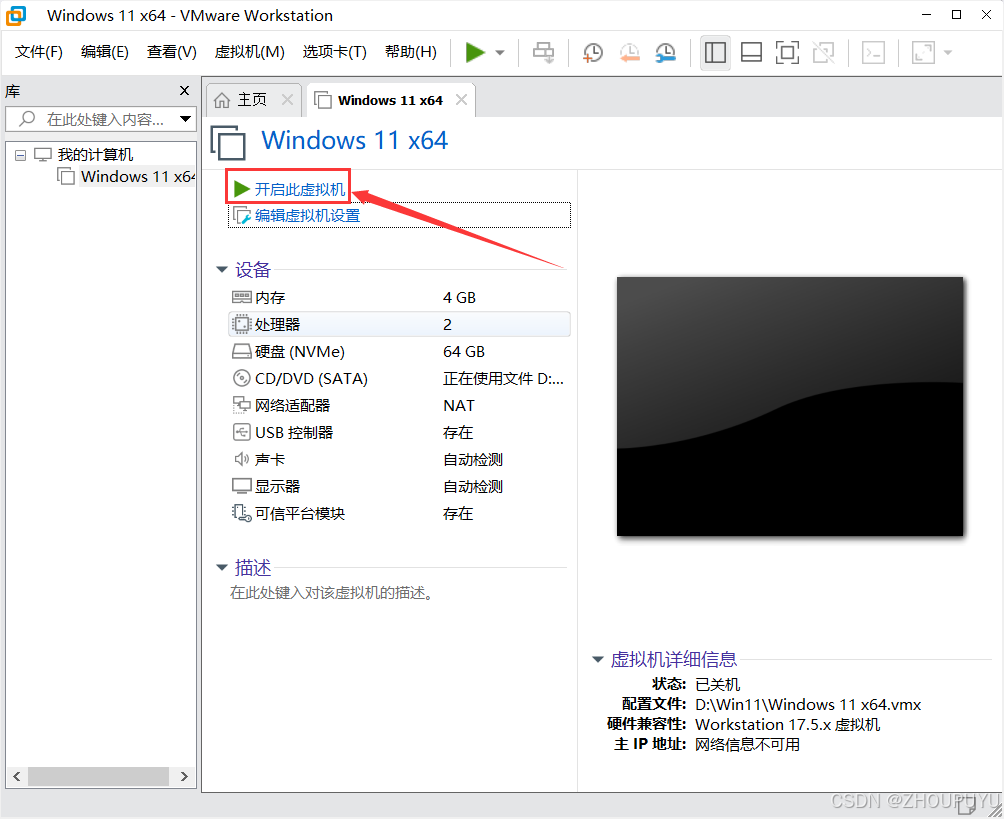 Windows 11 x64 - VMware Workstation
文件(F) 编辑(E) 查看(V) 虚拟机(M) 选项卡(T) 帮助(H)
库
在此处键入内容...
我的计算机
Windows 11 x64
主页
Windows 11 x64
Windows 11 x64
开启此虚拟机
编辑虚拟机设置
设备
内存 4 GB
处理器 2
硬盘 (NVMe) 64 GB
CD/DVD (SATA) 正在使用文件 D:...
网络适配器 NAT
USB 控制器 存在
声卡 自动检测
显示器 自动检测
可信平台模块 存在
描述
在此处键入对该虚拟机的描述。
虚拟机详细信息
状态: 已关机
配置文件: D:\Win11\Windows 11 x64.vmx
硬件兼容性: Workstation 17.5.x 虚拟机
主 IP 地址: 网络信息不可用
CSDN @ZHOUPUYU